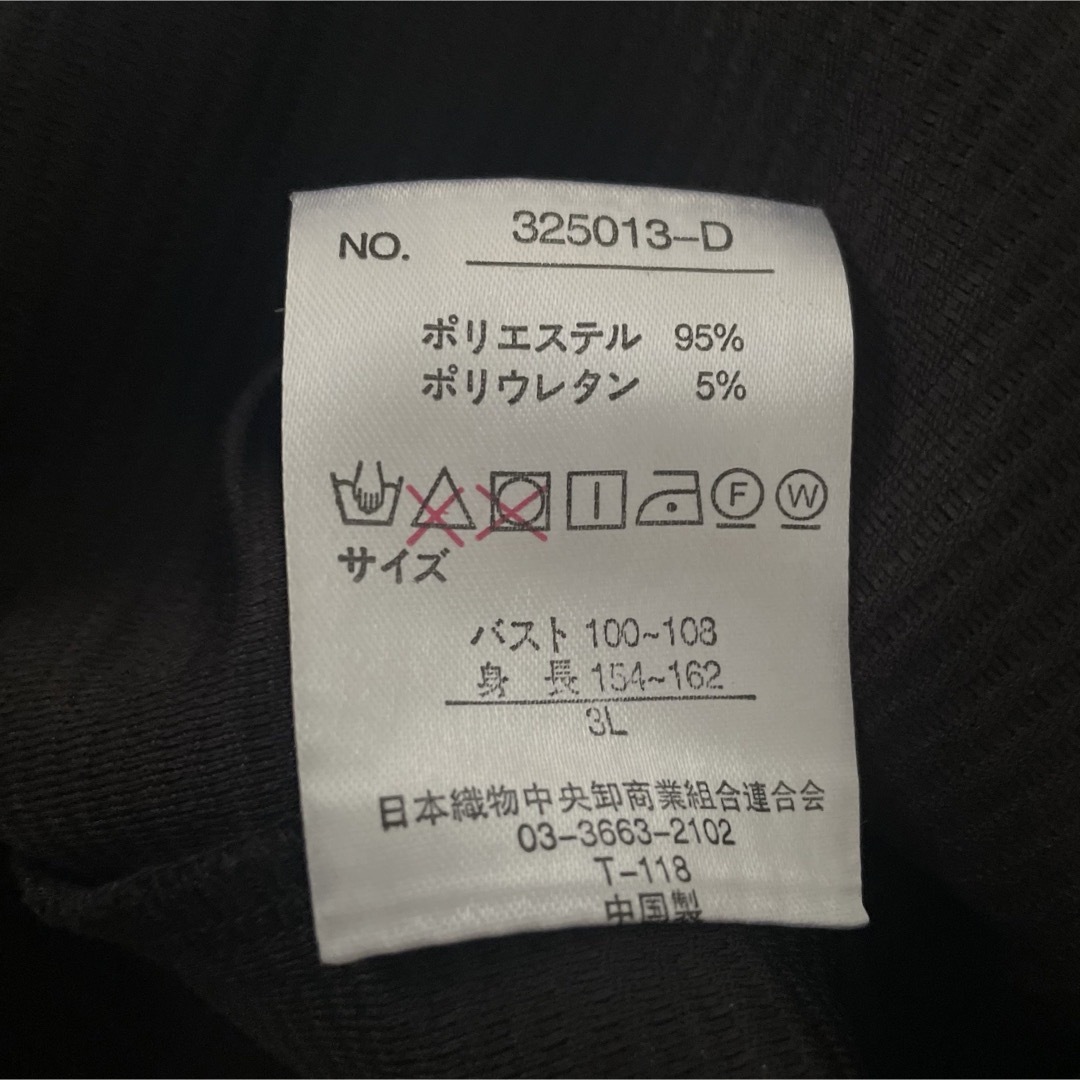 NO. 325013-D
ポリエステル 95%
ポリウレタン 5%
F W
サイズ
バスト 100~108
身 長 154~162
3L
日本織物中央卸商業組合連合会
03-3663-2102
T-118
中国製